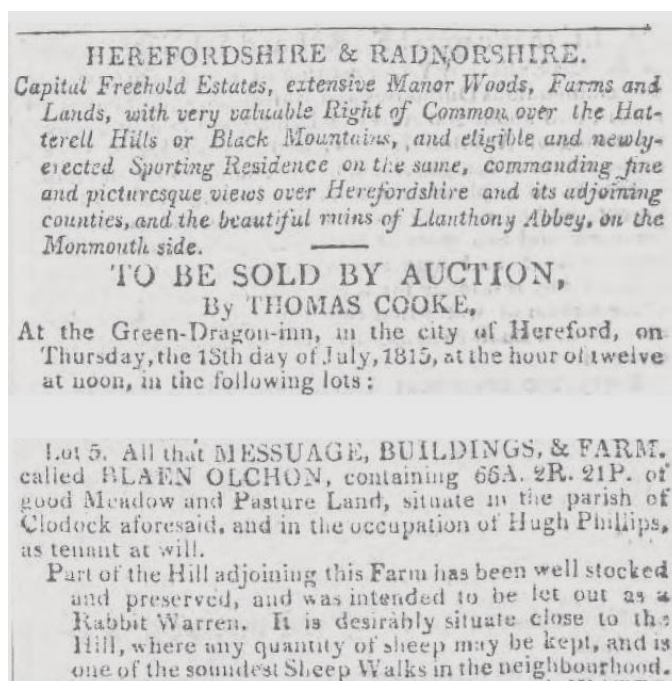 HEREFORDSHIRE & RADNORSHIRE.
Capital Freehold Estates, extensive Manor Woods, Farms and
Lands, with very valuable Right of Common over the Hat-
terell Hills or Black Mountains, and eligible and newly-
erected Sporting Residence on the same, commanding fine
and picturesque views over Herefordshire and its adjoining
counties, and the beautiful ruins of Llanthony Abbey, on the
Monmouth side.
TO BE SOLD BY AUCTION,
By THOMAS COOKE,
At the Green-Dragon-inn, in the city of Hereford, on
Thursday, the 13th day of July, 1815, at the hour of twelve
at noon, in the following lots:
Lot 5. All that MESSUAGE, BUILDINGS, & FARM,
called BLAEN OLCHON, containing 66A. 2R. 21P. of
good Meadow and Pasture Land, situate in the parish of
Clodock aforesaid, and in the occupation of Hugh Phillips,
as tenant at will.
Part of the Hill adjoining this Farm has been well stocked
and preserved, and was intended to be let out as a
Rabbit Warren. It is desirably situate close to the
Hill, where any quantity of sheep may be kept, and is
one of the soundest Sheep Walks in the neighbourhood.